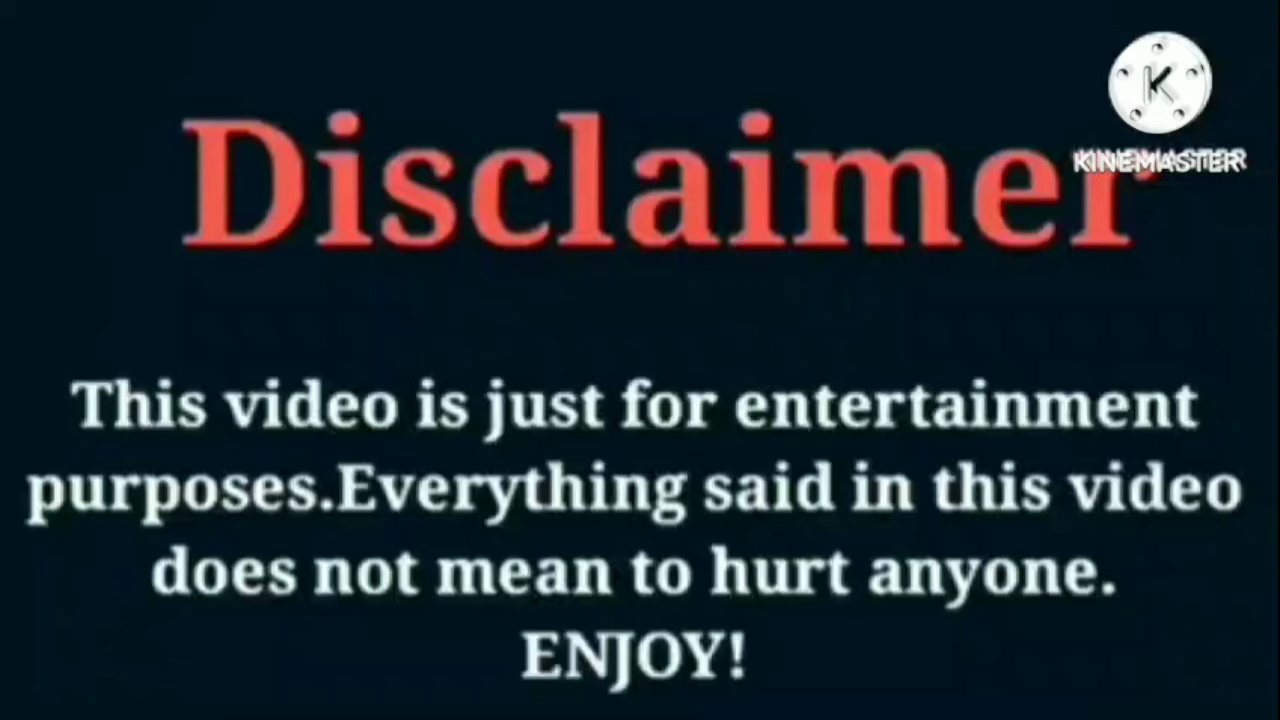 K
KINEMASTER
Disclaimer
This video is just for entertainment
purposes.Everything said in this video
does not mean to hurt anyone.
ENJOY!